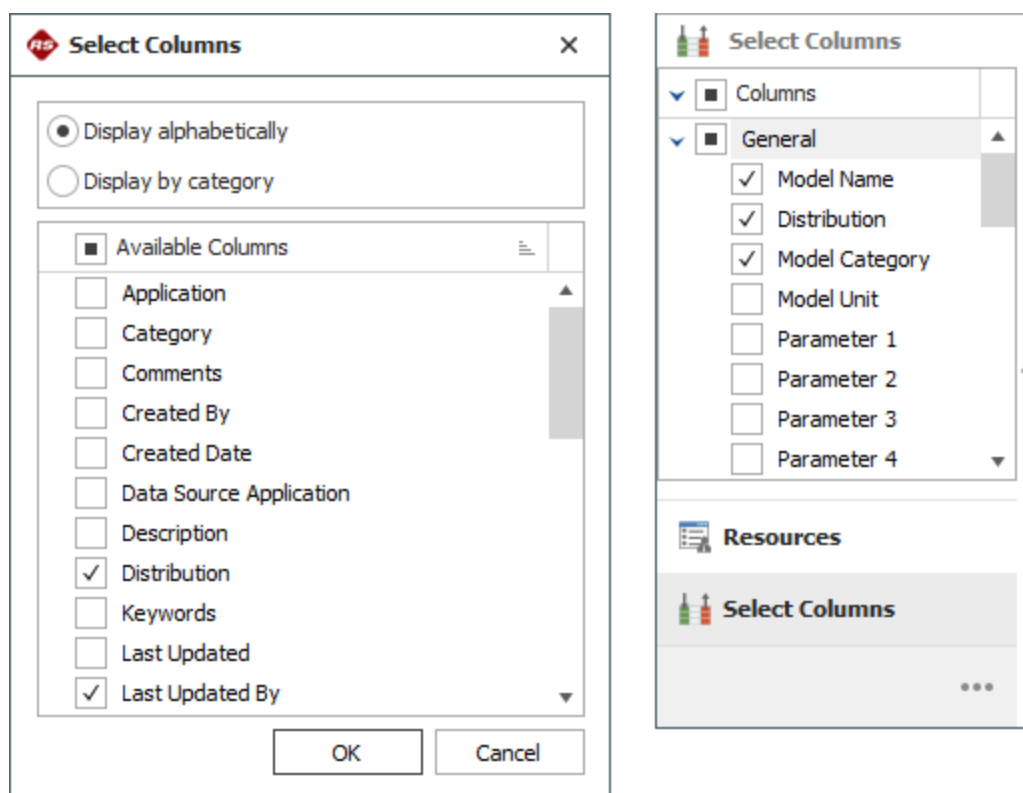 RS Select Columns
Display alphabetically
Display by category
Available Columns
Application
Category
Comments
Created By
Created Date
Data Source Application
Description
Distribution
Keywords
Last Updated
Last Updated By
OK Cancel
Select Columns
Columns
General
Model Name
Distribution
Model Category
Model Unit
Parameter 1
Parameter 2
Parameter 3
Parameter 4
Resources
Select Columns